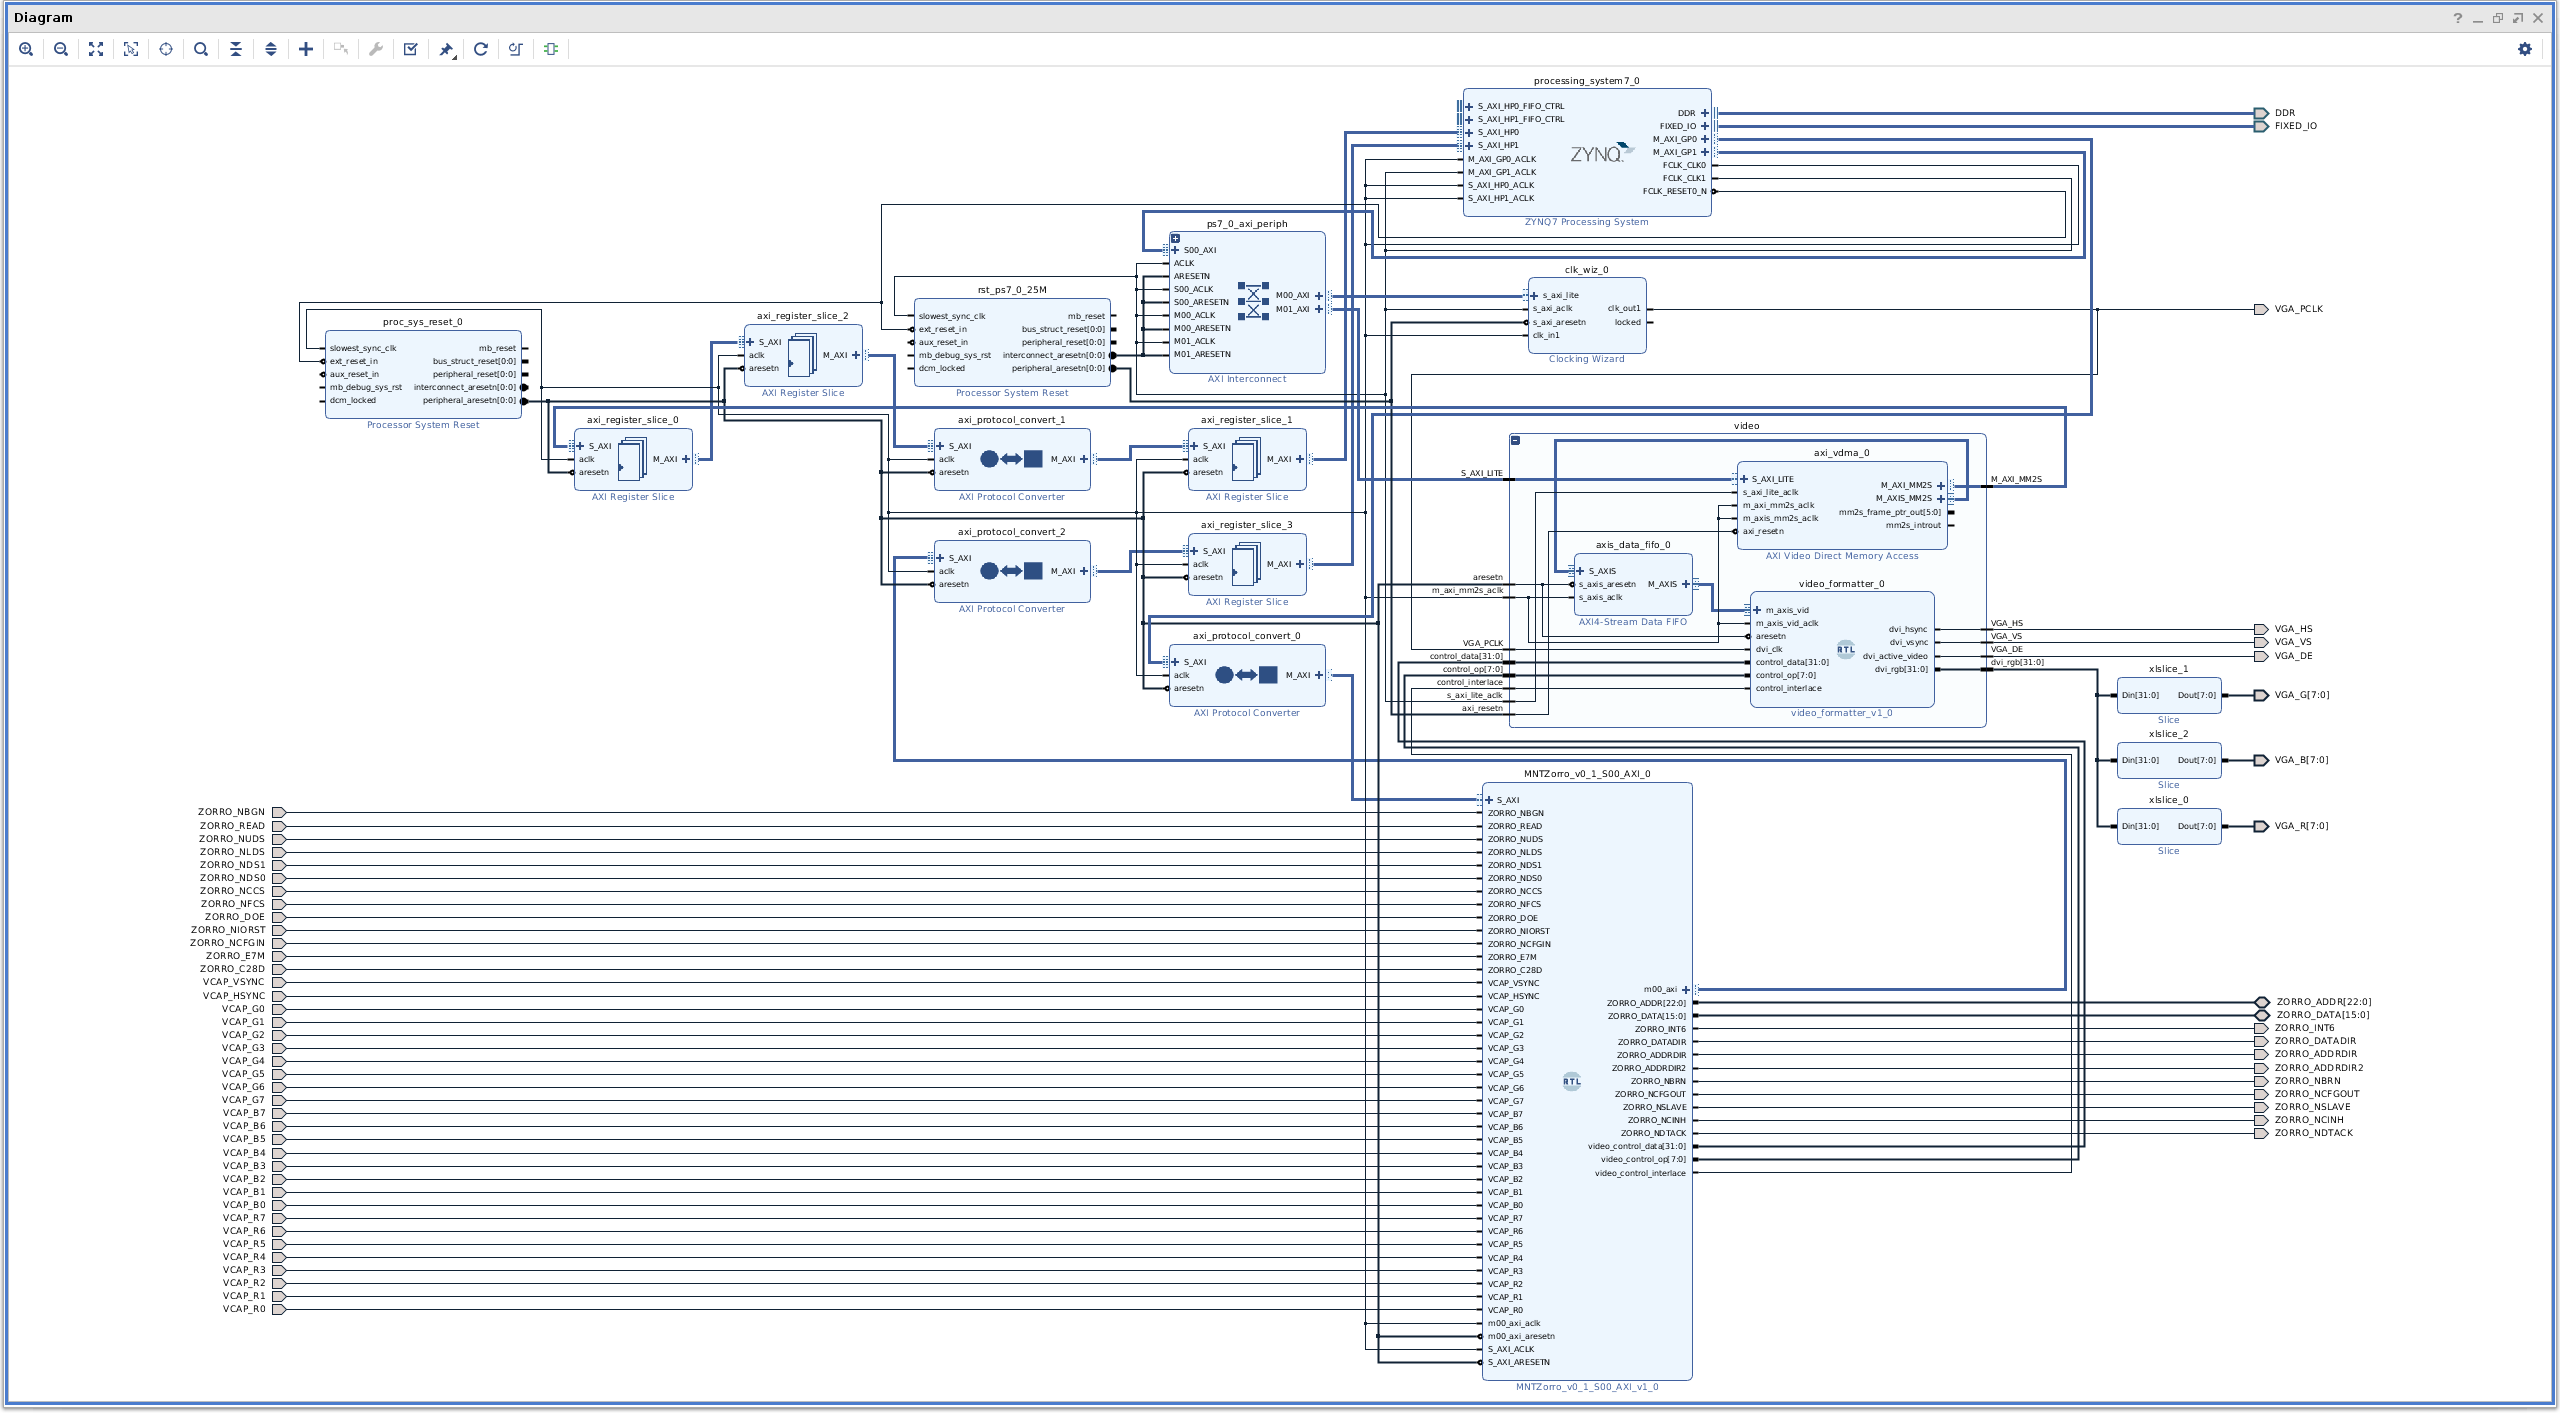 Diagram
processing_system7_0
S_AXI_HP0_FIFO_CTRL
S_AXI_HP1_FIFO_CTRL
S_AXI_HP0
S_AXI_HP1
M_AXI_GP0_ACLK
M_AXI_GP1_ACLK
S_AXI_HP0_ACLK
S_AXI_HP1_ACLK
ZYNQ
DDR
FIXED_IO
M_AXI_GP0
M_AXI_GP1
FCLK_CLK0
FCLK_CLK1
FCLK_RESET0_N
ZYNQ7 Processing System
DDR
FIXED_IO
ps7_0_axi_periph
S00_AXI
ACLK
ARESETN
S00_ACLK
S00_ARESETN
M00_ACLK
M00_ARESETN
M01_ACLK
M01_ARESETN
M00_AXI
M01_AXI
AXI Interconnect
clk_wiz_0
s_axi_lite
s_axi_aclk
s_axi_aresetn
clk_in1
clk_out1
locked
Clocking Wizard
VGA_PCLK
rst_ps7_0_25M
slowest_sync_clk
ext_reset_in
aux_reset_in
mb_debug_sys_rst
dcm_locked
mb_reset
bus_struct_reset[0:0]
peripheral_reset[0:0]
interconnect_aresetn[0:0]
peripheral_aresetn[0:0]
Processor System Reset
proc_sys_reset_0
slowest_sync_clk
ext_reset_in
aux_reset_in
mb_debug_sys_rst
dcm_locked
mb_reset
bus_struct_reset[0:0]
peripheral_reset[0:0]
interconnect_aresetn[0:0]
peripheral_aresetn[0:0]
Processor System Reset
axi_register_slice_2
S_AXI
aclk
aresetn
M_AXI
AXI Register Slice
axi_register_slice_0
S_AXI
aclk
aresetn
M_AXI
AXI Register Slice
axi_protocol_convert_1
S_AXI
aclk
aresetn
M_AXI
AXI Protocol Converter
axi_register_slice_1
S_AXI
aclk
aresetn
M_AXI
AXI Register Slice
axi_protocol_convert_2
S_AXI
aclk
aresetn
M_AXI
AXI Protocol Converter
axi_register_slice_3
S_AXI
aclk
aresetn
M_AXI
AXI Register Slice
axi_protocol_convert_0
S_AXI
aclk
aresetn
M_AXI
AXI Protocol Converter
video
S_AXI_LITE
aresetn
m_axi_mm2s_aclk
VGA_PCLK
control_data[31:0]
control_op[7:0]
control_interlace
s_axi_lite_aclk
axi_resetn
axi_vdma_0
S_AXI_LITE
s_axi_lite_aclk
m_axi_mm2s_aclk
m_axis_mm2s_aclk
axi_resetn
M_AXI_MM2S
M_AXIS_MM2S
mm2s_frame_ptr_out[5:0]
mm2s_introut
AXI Video Direct Memory Access
axis_data_fifo_0
S_AXIS
s_axis_aresetn
s_axis_aclk
M_AXIS
AXI4-Stream Data FIFO
video_formatter_0
m_axis_vid
m_axis_vid_aclk
aresetn
dvi_clk
control_data[31:0]
control_op[7:0]
control_interlace
RTL
dvi_hsync
dvi_vsync
dvi_active_video
dvi_rgb[31:0]
video_formatter_v1_0
M_AXI_MM2S
VGA_HS
VGA_VS
VGA_DE
dvi_rgb[31:0]
VGA_HS
VGA_VS
VGA_DE
xlslice_1
Din[31:0]
Dout[7:0]
Slice
VGA_G[7:0]
xlslice_2
Din[31:0]
Dout[7:0]
Slice
VGA_B[7:0]
xlslice_0
Din[31:0]
Dout[7:0]
Slice
VGA_R[7:0]
ZORRO_NBGN
ZORRO_READ
ZORRO_NUDS
ZORRO_NLDS
ZORRO_NDS1
ZORRO_NDS0
ZORRO_NCCS
ZORRO_NFCS
ZORRO_DOE
ZORRO_NIORST
ZORRO_NCFGIN
ZORRO_E7M
ZORRO_C28D
VCAP_VSYNC
VCAP_HSYNC
VCAP_G0
VCAP_G1
VCAP_G2
VCAP_G3
VCAP_G4
VCAP_G5
VCAP_G6
VCAP_G7
VCAP_B7
VCAP_B6
VCAP_B5
VCAP_B4
VCAP_B3
VCAP_B2
VCAP_B1
VCAP_B0
VCAP_R7
VCAP_R6
VCAP_R5
VCAP_R4
VCAP_R3
VCAP_R2
VCAP_R1
VCAP_R0
MNTZorro_v0_1_S00_AXI_0
S_AXI
ZORRO_NBGN
ZORRO_READ
ZORRO_NUDS
ZORRO_NLDS
ZORRO_NDS1
ZORRO_NDS0
ZORRO_NCCS
ZORRO_NFCS
ZORRO_DOE
ZORRO_NIORST
ZORRO_NCFGIN
ZORRO_E7M
ZORRO_C28D
VCAP_VSYNC
VCAP_HSYNC
VCAP_G0
VCAP_G1
VCAP_G2
VCAP_G3
VCAP_G4
VCAP_G5
VCAP_G6
VCAP_G7
VCAP_B7
VCAP_B6
VCAP_B5
VCAP_B4
VCAP_B3
VCAP_B2
VCAP_B1
VCAP_B0
VCAP_R7
VCAP_R6
VCAP_R5
VCAP_R4
VCAP_R3
VCAP_R2
VCAP_R1
VCAP_R0
m00_axi_aclk
m00_axi_aresetn
S_AXI_ACLK
S_AXI_ARESETN
RTL
m00_axi
ZORRO_ADDR[22:0]
ZORRO_DATA[15:0]
ZORRO_INT6
ZORRO_DATADIR
ZORRO_ADDRDIR
ZORRO_ADDRDIR2
ZORRO_NBRN
ZORRO_NCFGOUT
ZORRO_NSLAVE
ZORRO_NCINH
ZORRO_NDTACK
video_control_data[31:0]
video_control_op[7:0]
video_control_interlace
MNTZorro_v0_1_S00_AXI_v1_0
ZORRO_ADDR[22:0]
ZORRO_DATA[15:0]
ZORRO_INT6
ZORRO_DATADIR
ZORRO_ADDRDIR
ZORRO_ADDRDIR2
ZORRO_NBRN
ZORRO_NCFGOUT
ZORRO_NSLAVE
ZORRO_NCINH
ZORRO_NDTACK